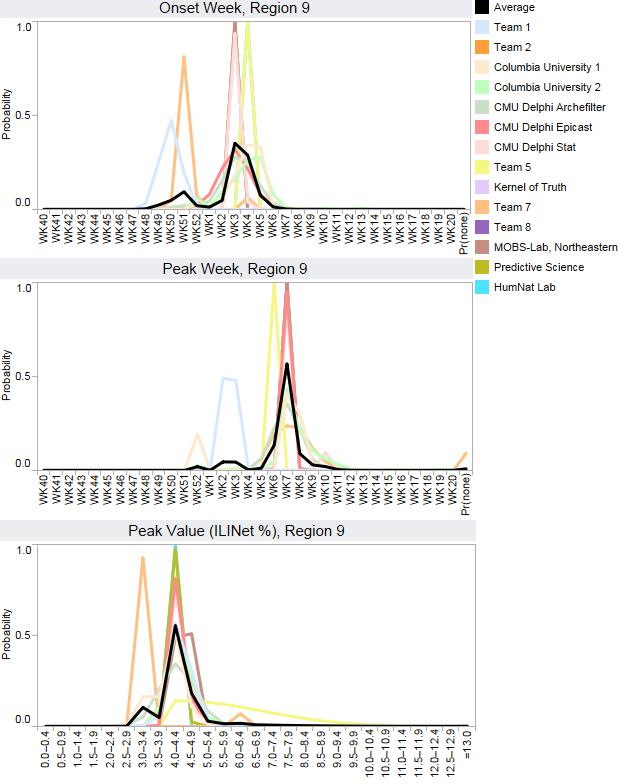 Onset Week, Region 9
1.0
0.5
0.0
Probability
WK40
WK41
WK42
WK43
WK44
WK45
WK46
WK47
WK48
WK49
WK50
WK51
WK52
WK1
WK2
WK3
WK4
WK5
WK6
WK7
WK8
WK9
WK10
WK11
WK12
WK13
WK14
WK15
WK16
WK17
WK18
WK19
WK20
Pr(none)
Average
Team 1
Team 2
Columbia University 1
Columbia University 2
CMU Delphi Archefilter
CMU Delphi Epicast
CMU Delphi Stat
Team 5
Kernel of Truth
Team 7
Team 8
MOBS-Lab, Northeastern
Predictive Science
HumNat Lab
Peak Week, Region 9
1.0
0.5
0.0
Probability
WK40
WK41
WK42
WK43
WK44
WK45
WK46
WK47
WK48
WK49
WK50
WK51
WK52
WK1
WK2
WK3
WK4
WK5
WK6
WK7
WK8
WK9
WK10
WK11
WK12
WK13
WK14
WK15
WK16
WK17
WK18
WK19
WK20
Pr(none)
Peak Value (ILINet %), Region 9
1.0
0.5
0.0
Probability
0.0–0.4
0.5–0.9
1.0–1.4
1.5–1.9
2.0–2.4
2.5–2.9
3.0–3.4
3.5–3.9
4.0–4.4
4.5–4.9
5.0–5.4
5.5–5.9
6.0–6.4
6.5–6.9
7.0–7.4
7.5–7.9
8.0–8.4
8.5–8.9
9.0–9.4
9.5–9.9
10.0–10.4
10.5–10.9
11.0–11.4
11.5–11.9
12.0–12.4
12.5–12.9
=13.0